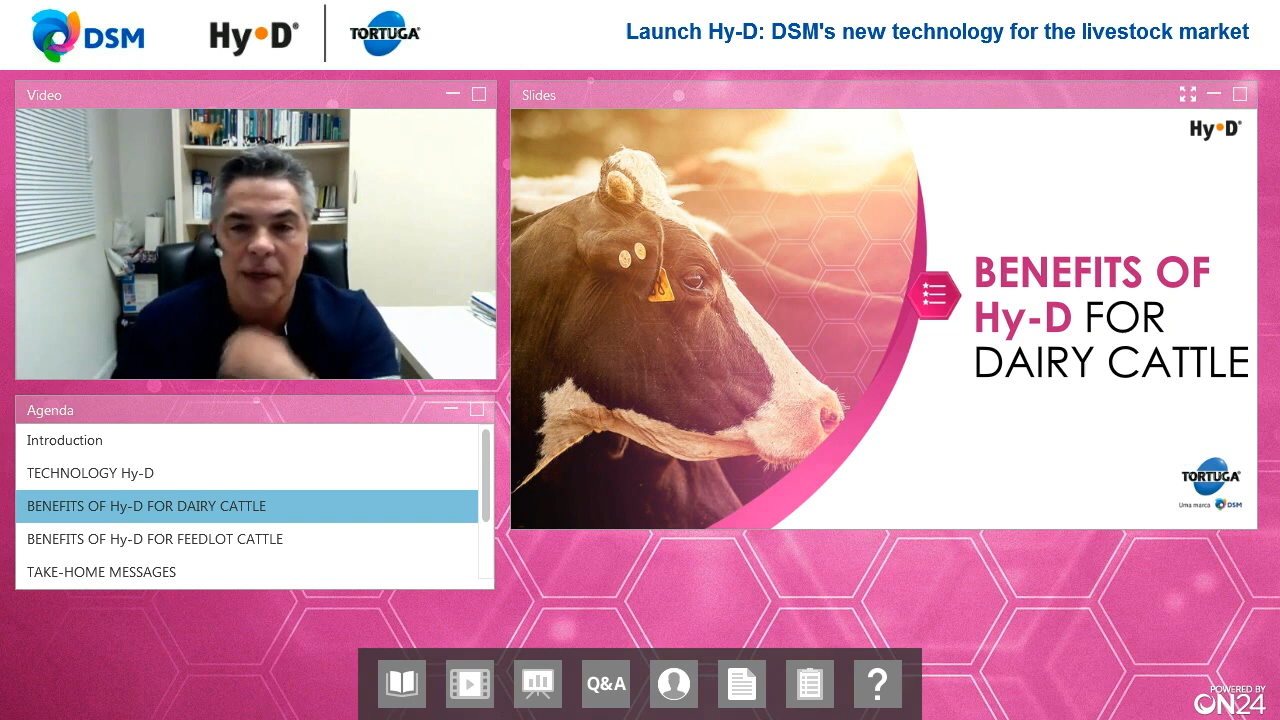 DSM
Hy•D®
TORTUGA®
Launch Hy-D: DSM's new technology for the livestock market
Video
Slides
Hy•D®
BENEFITS OF
Hy-D FOR
DAIRY CATTLE
TORTUGA®
Uma marca DSM
Agenda
Introduction
TECHNOLOGY Hy-D
BENEFITS OF Hy-D FOR DAIRY CATTLE
BENEFITS OF Hy-D FOR FEEDLOT CATTLE
TAKE-HOME MESSAGES
Q&A
?
POWERED BY
ON24